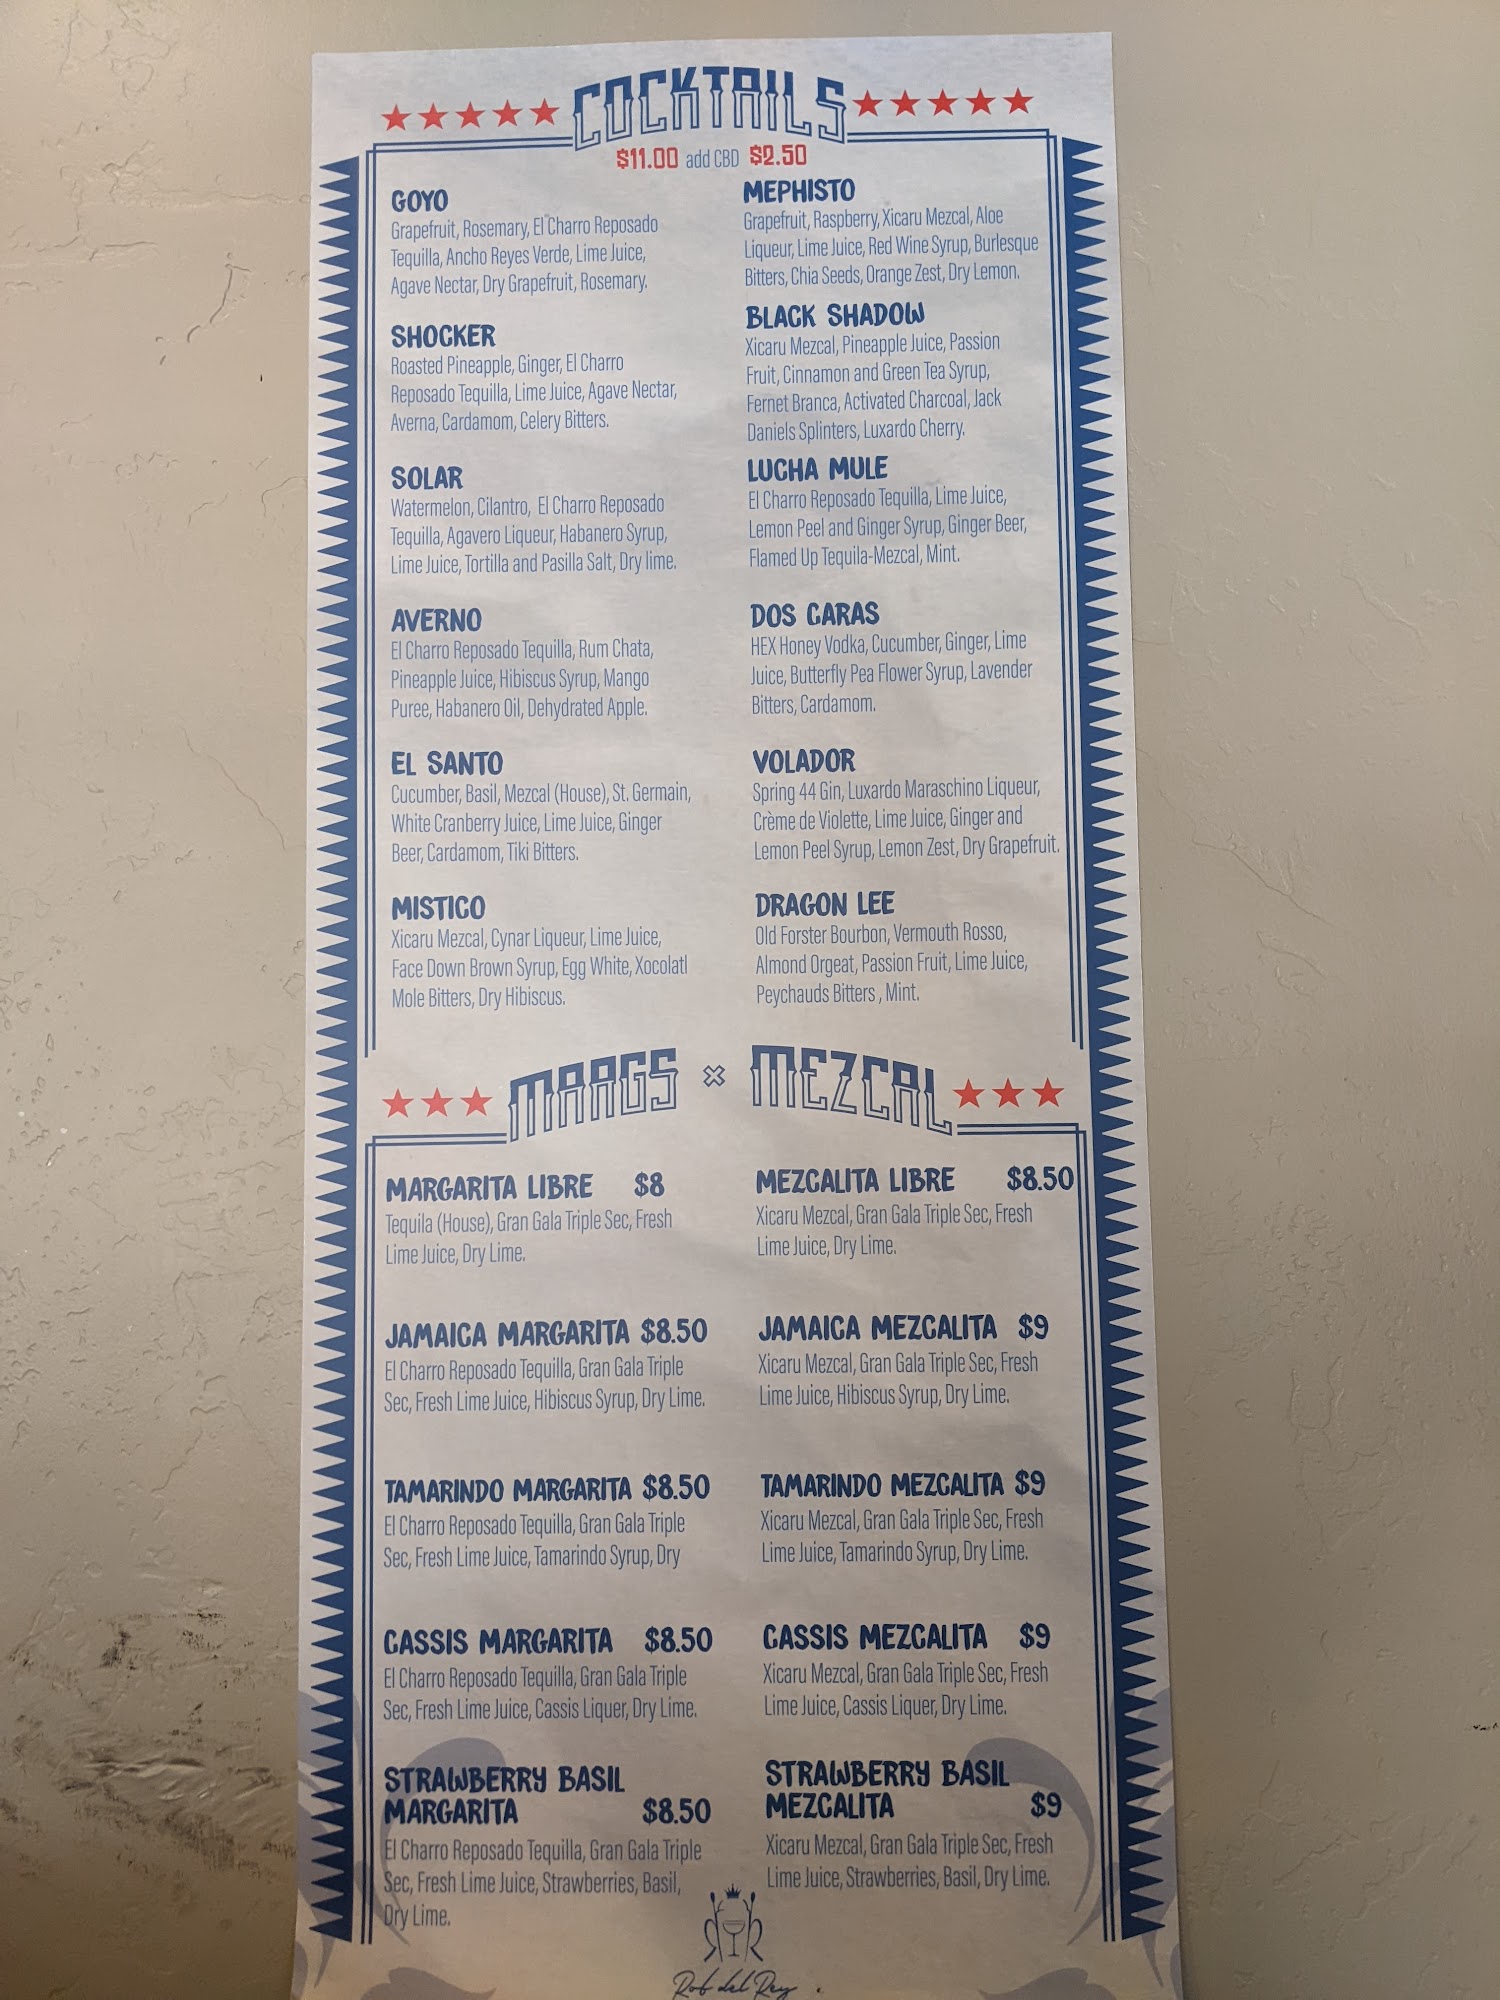 COCKTAILS
$11.00 add CBD $2.50
GOYO
Grapefruit, Rosemary, El Charro Reposado
Tequilla, Ancho Reyes Verde, Lime Juice,
Agave Nectar, Dry Grapefruit, Rosemary.
SHOCKER
Roasted Pineapple, Ginger, El Charro
Reposado Tequilla, Lime Juice, Agave Nectar,
Averna, Cardamom, Celery Bitters.
SOLAR
Watermelon, Cilantro, El Charro Reposado
Tequilla, Agavero Liqueur, Habanero Syrup,
Lime Juice, Tortilla and Pasilla Salt, Dry lime.
AVERNO
El Charro Reposado Tequilla, Rum Chata,
Pineapple Juice, Hibiscus Syrup, Mango
Puree, Habanero Oil, Dehydrated Apple.
EL SANTO
Cucumber, Basil, Mezcal (House), St. Germain,
White Cranberry Juice, Lime Juice, Ginger
Beer, Cardamom, Tiki Bitters.
MISTICO
Xicaru Mezcal, Cynar Liqueur, Lime Juice,
Face Down Brown Syrup, Egg White, Xocolatl
Mole Bitters, Dry Hibiscus.
MEPHISTO
Grapefruit, Raspberry, Xicaru Mezcal, Aloe
Liqueur, Lime Juice, Red Wine Syrup, Burlesque
Bitters, Chia Seeds, Orange Zest, Dry Lemon.
BLACK SHADOW
Xicaru Mezcal, Pineapple Juice, Passion
Fruit, Cinnamon and Green Tea Syrup,
Fernet Branca, Activated Charcoal, Jack
Daniels Splinters, Luxardo Cherry.
LUCHA MULE
El Charro Reposado Tequilla, Lime Juice,
Lemon Peel and Ginger Syrup, Ginger Beer,
Flamed Up Tequila-Mezcal, Mint.
DOS CARAS
HEX Honey Vodka, Cucumber, Ginger, Lime
Juice, Butterfly Pea Flower Syrup, Lavender
Bitters, Cardamom.
VOLADOR
Spring 44 Gin, Luxardo Maraschino Liqueur,
Crème de Violette, Lime Juice, Ginger and
Lemon Peel Syrup, Lemon Zest, Dry Grapefruit.
DRAGON LEE
Old Forster Bourbon, Vermouth Rosso,
Almond Orgeat, Passion Fruit, Lime Juice,
Peychauds Bitters , Mint.
MARGS x MEZCAL
MARGARITA LIBRE $8
Tequila (House), Gran Gala Triple Sec, Fresh
Lime Juice, Dry Lime.
JAMAICA MARGARITA $8.50
El Charro Reposado Tequilla, Gran Gala Triple
Sec, Fresh Lime Juice, Hibiscus Syrup, Dry Lime.
TAMARINDO MARGARITA $8.50
El Charro Reposado Tequilla, Gran Gala Triple
Sec, Fresh Lime Juice, Tamarindo Syrup, Dry
CASSIS MARGARITA $8.50
El Charro Reposado Tequilla, Gran Gala Triple
Sec, Fresh Lime Juice, Cassis Liquer, Dry Lime.
STRAWBERRY BASIL
MARGARITA $8.50
El Charro Reposado Tequilla, Gran Gala Triple
Sec, Fresh Lime Juice, Strawberries, Basil,
Dry Lime.
MEZCALITA LIBRE $8.50
Xicaru Mezcal, Gran Gala Triple Sec, Fresh
Lime Juice, Dry Lime.
JAMAICA MEZCALITA $9
Xicaru Mezcal, Gran Gala Triple Sec, Fresh
Lime Juice, Hibiscus Syrup, Dry Lime.
TAMARINDO MEZCALITA $9
Xicaru Mezcal, Gran Gala Triple Sec, Fresh
Lime Juice, Tamarindo Syrup, Dry Lime.
CASSIS MEZCALITA $9
Xicaru Mezcal, Gran Gala Triple Sec, Fresh
Lime Juice, Cassis Liquer, Dry Lime.
STRAWBERRY BASIL
MEZCALITA $9
Xicaru Mezcal, Gran Gala Triple Sec, Fresh
Lime Juice, Strawberries, Basil, Dry Lime.
Rob del Rey